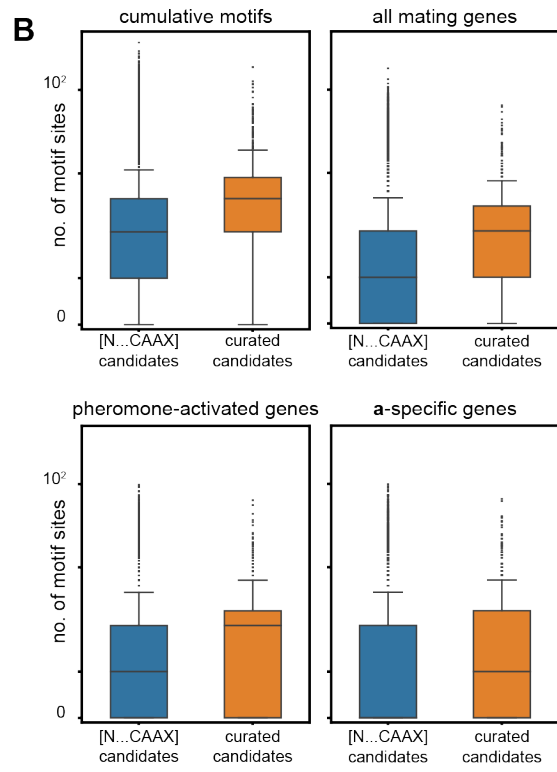 B
cumulative motifs
all mating genes
no. of motif sites
10²
0
[N...CAAX] candidates
curated candidates
[N...CAAX] candidates
curated candidates
pheromone-activated genes
a-specific genes
no. of motif sites
10²
0
[N...CAAX] candidates
curated candidates
[N...CAAX] candidates
curated candidates